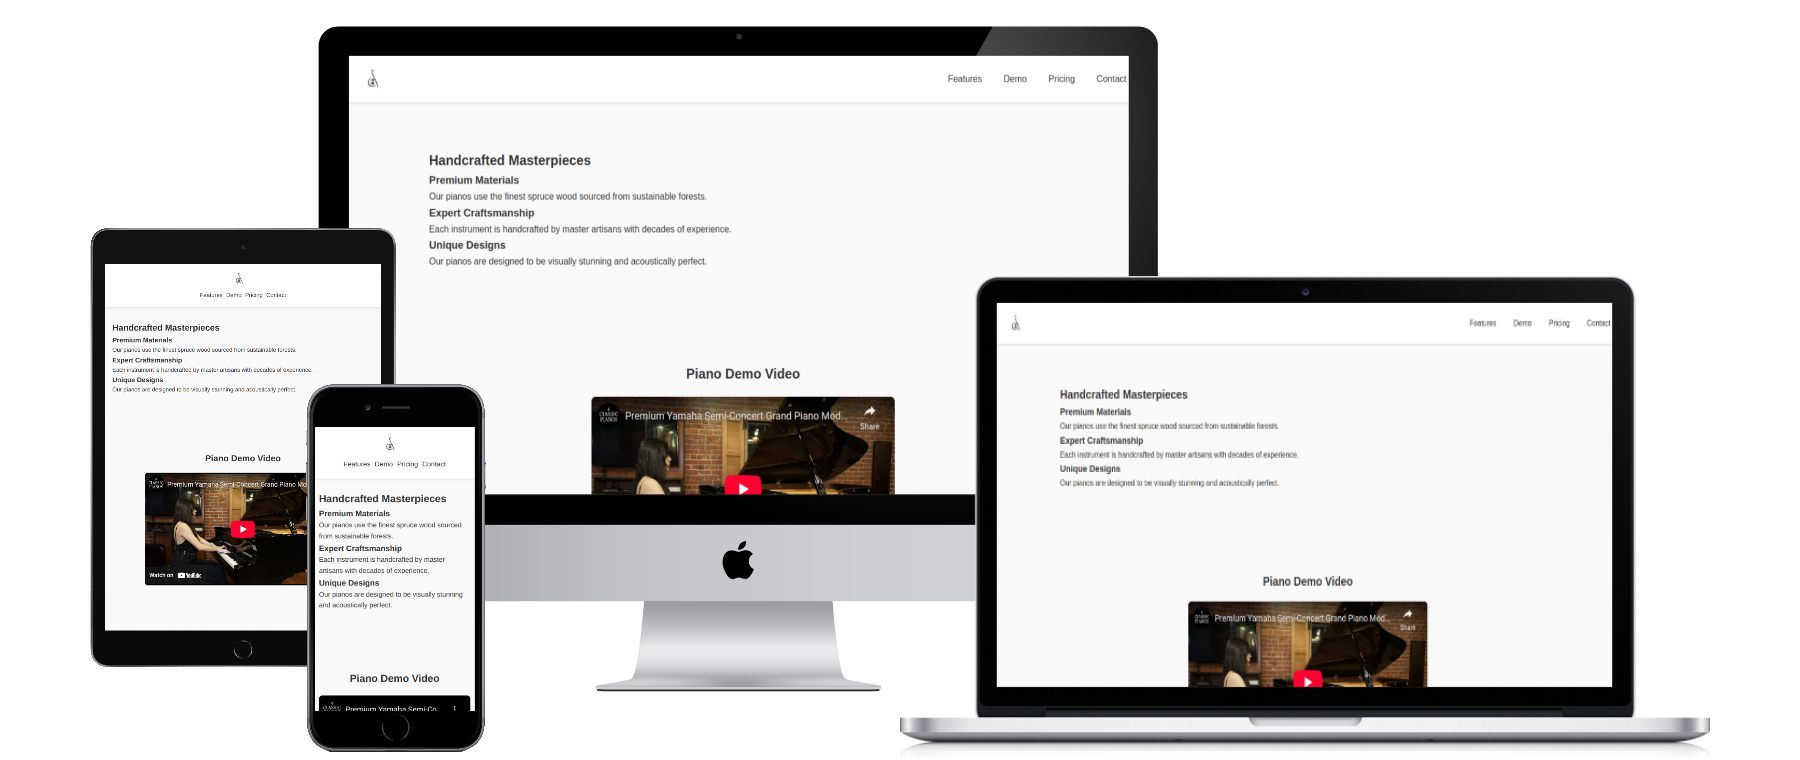 Features Demo Pricing Contact
Handcrafted Masterpieces
Premium Materials
Our pianos use the finest spruce wood sourced from sustainable forests.
Expert Craftsmanship
Each instrument is handcrafted by master artisans with decades of experience.
Unique Designs
Our pianos are designed to be visually stunning and acoustically perfect.
Piano Demo Video
CLASSIC PIANOS
Premium Yamaha Semi-Concert Grand Piano Mod...
Share
Features Demo Pricing Contact
Handcrafted Masterpieces
Premium Materials
Our pianos use the finest spruce wood sourced from sustainable forests.
Expert Craftsmanship
Each instrument is handcrafted by master artisans with decades of experience.
Unique Designs
Our pianos are designed to be visually stunning and acoustically perfect.
Piano Demo Video
CLASSIC PIANOS
Premium Yamaha Semi-Concert Grand Piano Mo
Watch on YouTube
Features Demo Pricing Contact
Handcrafted Masterpieces
Premium Materials
Our pianos use the finest spruce wood sourced
from sustainable forests.
Expert Craftsmanship
Each instrument is handcrafted by master
artisans with decades of experience.
Unique Designs
Our pianos are designed to be visually stunning
and acoustically perfect.
Piano Demo Video
Premium Yamaha Semi-Co
Features Demo Pricing Contact
Handcrafted Masterpieces
Premium Materials
Our pianos use the finest spruce wood sourced from sustainable forests.
Expert Craftsmanship
Each instrument is handcrafted by master artisans with decades of experience.
Unique Designs
Our pianos are designed to be visually stunning and acoustically perfect.
Piano Demo Video
CLASSIC PIANOS
Premium Yamaha Semi-Concert Grand Piano Mod...
Share